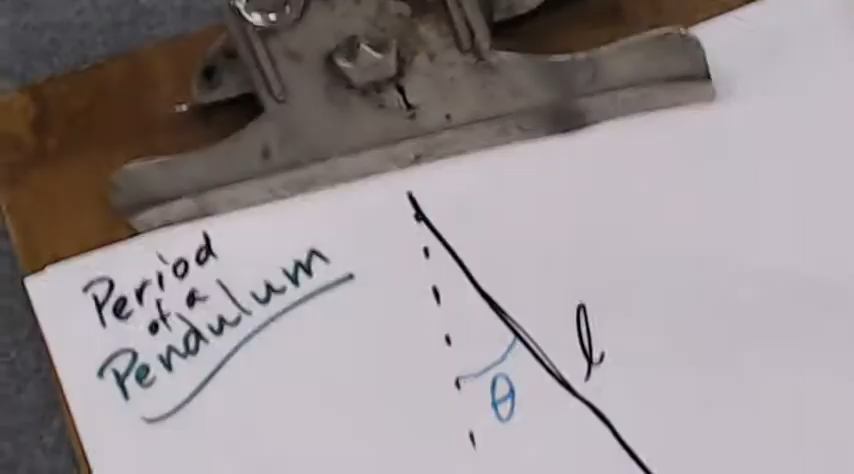 Period
of a
Pendulum
l
θ